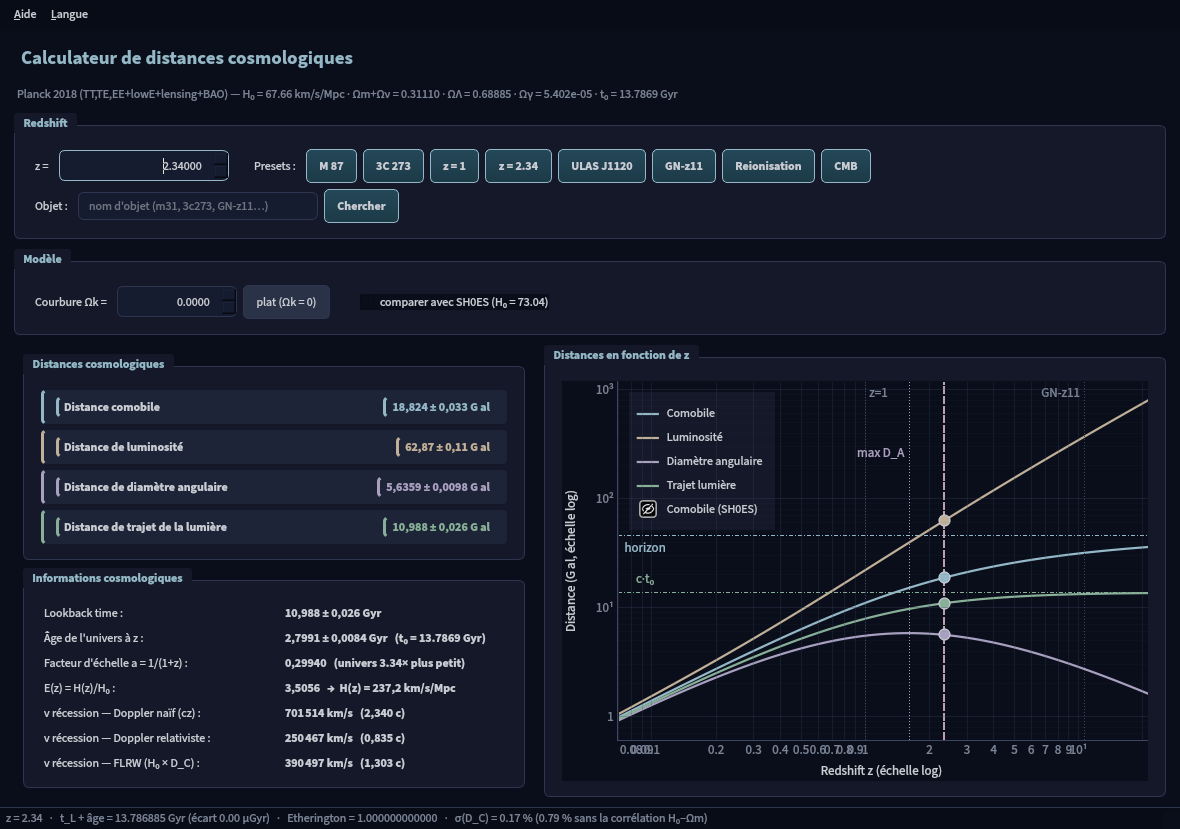 Aide Langue
Calculateur de distances cosmologiques
Planck 2018 (TT,TE,EE+lowE+lensing+BAO) — H₀ = 67.66 km/s/Mpc · Ωm+Ων = 0.31110 · ΩΛ = 0.68885 · Ωγ = 5.402e-05 · t₀ = 13.7869 Gyr
Redshift
z = 2.34000 Presets : M 87 3C 273 z = 1 z = 2.34 ULAS J1120 GN-z11 Reionisation CMB
Objet : nom d'objet (m31, 3c273, GN-z11…) Chercher
Modèle
Courbure Ωk = 0.0000 plat (Ωk = 0) comparer avec SH0ES (H₀ = 73.04)
Distances cosmologiques
Distance comobile 18,824 ± 0,033 G al
Distance de luminosité 62,87 ± 0,11 G al
Distance de diamètre angulaire 5,6359 ± 0,0098 G al
Distance de trajet de la lumière 10,988 ± 0,026 G al
Informations cosmologiques
Lookback time : 10,988 ± 0,026 Gyr
Âge de l'univers à z : 2,7991 ± 0,0084 Gyr (t₀ = 13.7869 Gyr)
Facteur d'échelle a = 1/(1+z) : 0,29940 (univers 3.34× plus petit)
E(z) = H(z)/H₀ : 3,5056 → H(z) = 237,2 km/s/Mpc
v récession — Doppler naïf (cz) : 701 514 km/s (2,340 c)
v récession — Doppler relativiste : 250 467 km/s (0,835 c)
v récession — FLRW (H₀ × D_C) : 390 497 km/s (1,303 c)
Distances en fonction de z
10³
10²
10¹
1
Distance (G al, échelle log)
Comobile
Luminosité
Diamètre angulaire
Trajet lumière
Comobile (SH0ES)
z=1
GN-z11
max D_A
horizon
c·t₀
0.2 0.3 0.4 0.5 0.6 0.7 0.8 0.9 1 2 3 4 5 6 7 8 9 10¹
Redshift z (échelle log)
z = 2.34 · t_L + âge = 13.786885 Gyr (écart 0.00 µGyr) · Etherington = 1.000000000000 · σ(D_C) = 0.17 % (0.79 % sans la corrélation H₀–Ωm)